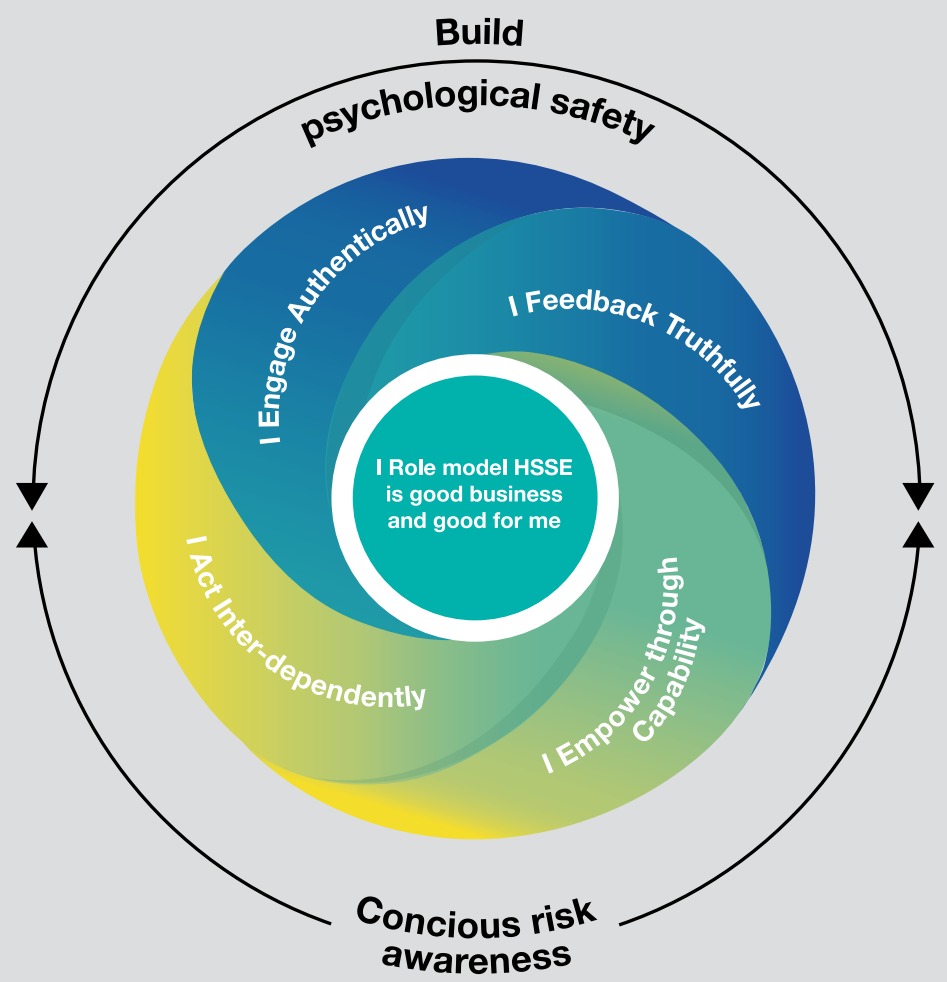 Build
psychological safety
I Engage Authentically
I Feedback Truthfully
I Role model HSSE
is good business
and good for me
I Act Inter-dependently
I Empower through
Capability
Concious risk
awareness